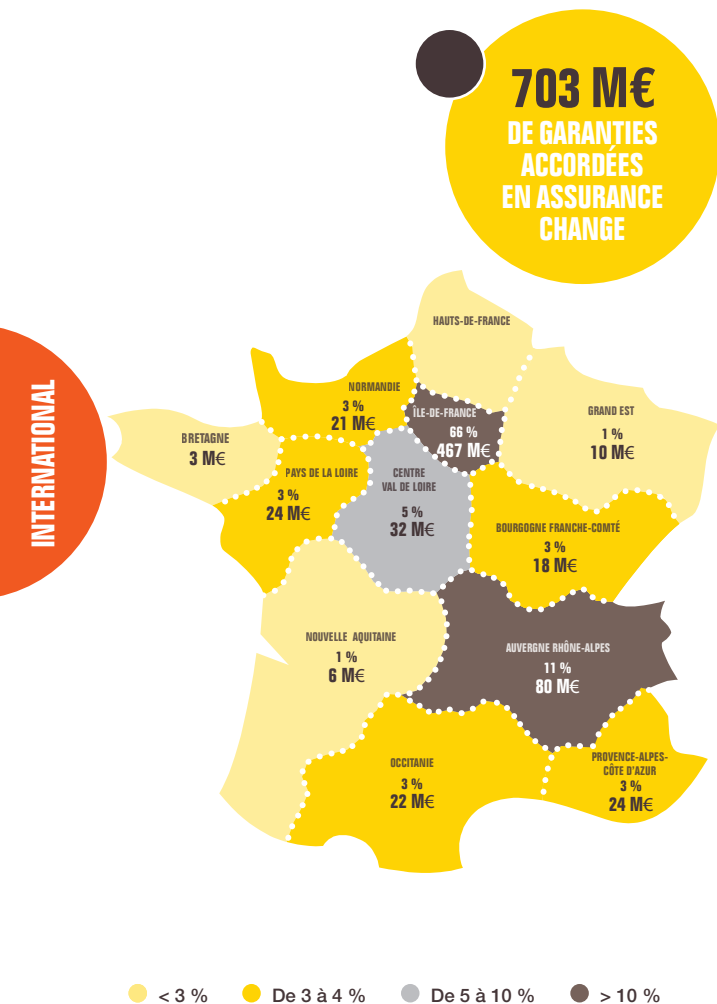 703 M€
DE GARANTIES
ACCORDÉES
EN ASSURANCE
CHANGE
INTERNATIONAL
HAUTS-DE-FRANCE
NORMANDIE
3 %
21 M€
ÎLE-DE-FRANCE
66 %
467 M€
GRAND EST
1 %
10 M€
BRETAGNE
3 M€
PAYS DE LA LOIRE
3 %
24 M€
CENTRE
VAL DE LOIRE
5 %
32 M€
BOURGOGNE FRANCHE-COMTÉ
3 %
18 M€
NOUVELLE AQUITAINE
1 %
6 M€
AUVERGNE RHÔNE-ALPES
11 %
80 M€
OCCITANIE
3 %
22 M€
PROVENCE-ALPES-
CÔTE D'AZUR
3 %
24 M€
< 3 %
De 3 à 4 %
De 5 à 10 %
> 10 %